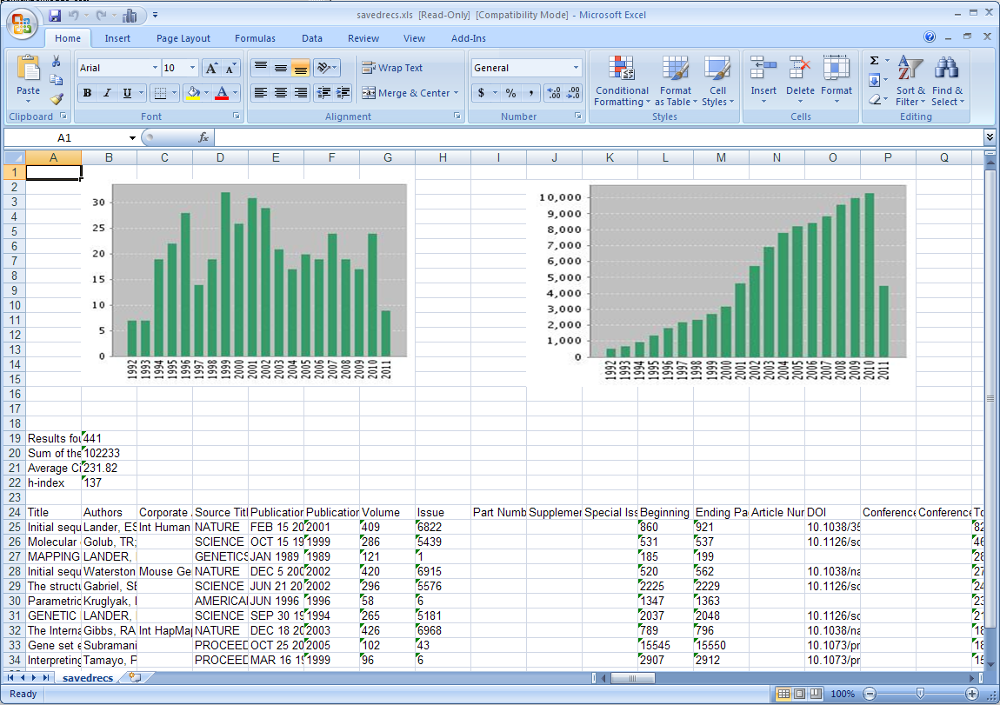 savedrecs.xls [Read-Only] [Compatibility Mode] - Microsoft Excel
Home Insert Page Layout Formulas Data Review View Add-Ins
Paste Arial 10 A A Wrap Text General Conditional Formatting Format as Table Cell Styles Insert Delete Format Σ Sort & Filter Find & Select
B I U A Merge & Center $ % ,
Clipboard Font Alignment Number Styles Cells Editing
A1 fx
A B C D E F G H I J K L M N O P Q
1
2
3
4
5
6
7
8
9
10
11
12
13
14
15
16
17
18
30
25
20
15
10
5
0
1992 1993 1994 1995 1996 1997 1998 1999 2000 2001 2002 2003 2004 2005 2006 2007 2008 2009 2010 2011
10,000
9,000
8,000
7,000
6,000
5,000
4,000
3,000
2,000
1,000
0
1992 1993 1994 1995 1996 1997 1998 1999 2000 2001 2002 2003 2004 2005 2006 2007 2008 2009 2010 2011
19 Results fou 441
20 Sum of the 102233
21 Average Ci 231.82
22 h-index 137
23
24 Title Authors Corporate Source Titl Publication Publication Volume Issue Part Numb Supplemen Special Iss Beginning Ending Pa Article Nur DOI Conference Conference To
25 Initial sequ Lander, ES Int Human NATURE FEB 15 20 2001 409 6822 860 921 10.1038/35 82
26 Molecular Golub, TR; SCIENCE OCT 15 19 1999 286 5439 531 537 10.1126/sc 46
27 MAPPING LANDER, GENETICS JAN 1989 1989 121 1 185 199 28
28 Initial sequ Waterston Mouse Ge NATURE DEC 5 200 2002 420 6915 520 562 10.1038/na 27
29 The structu Gabriel, SE SCIENCE JUN 21 20 2002 296 5576 2225 2229 10.1126/sc 24
30 Parametric Kruglyak, AMERICAN JUN 1996 1996 58 6 1347 1363 23
31 GENETIC LANDER, SCIENCE SEP 30 19 1994 265 5181 2037 2048 10.1126/sc 21
32 The Interna Gibbs, RA Int HapMap NATURE DEC 18 20 2003 426 6968 789 796 10.1038/na 18
33 Gene set e Subramani PROCEED OCT 25 20 2005 102 43 15545 15550 10.1073/pr 18
34 Interpreting Tamayo, P PROCEED MAR 16 19 1999 96 6 2907 2912 10.1073/pr 15
savedrecs
Ready 100%